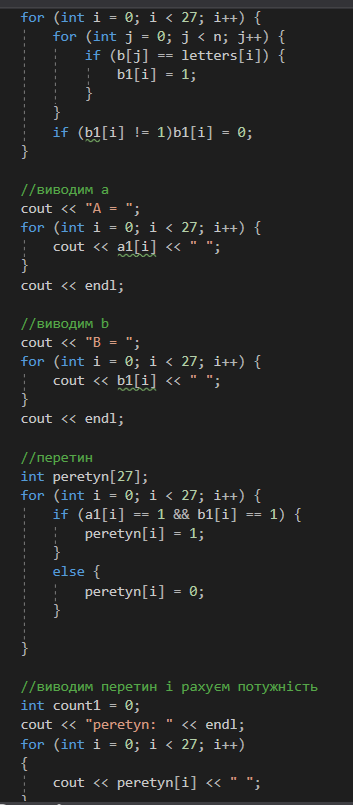 for (int i = 0; i < 27; i++) {
for (int j = 0; j < n; j++) {
if (b[j] == letters[i]) {
b1[i] = 1;
}
}
if (b1[i] != 1)b1[i] = 0;
}
//виводим a
cout << "A = ";
for (int i = 0; i < 27; i++) {
cout << a1[i] << " ";
}
cout << endl;
//виводим b
cout << "B = ";
for (int i = 0; i < 27; i++) {
cout << b1[i] << " ";
}
cout << endl;
//перетин
int peretyn[27];
for (int i = 0; i < 27; i++) {
if (a1[i] == 1 && b1[i] == 1) {
peretyn[i] = 1;
}
else {
peretyn[i] = 0;
}
}
//виводим перетин і рахуєм потужність
int count1 = 0;
cout << "peretyn: " << endl;
for (int i = 0; i < 27; i++)
{
cout << peretyn[i] << " ";
}